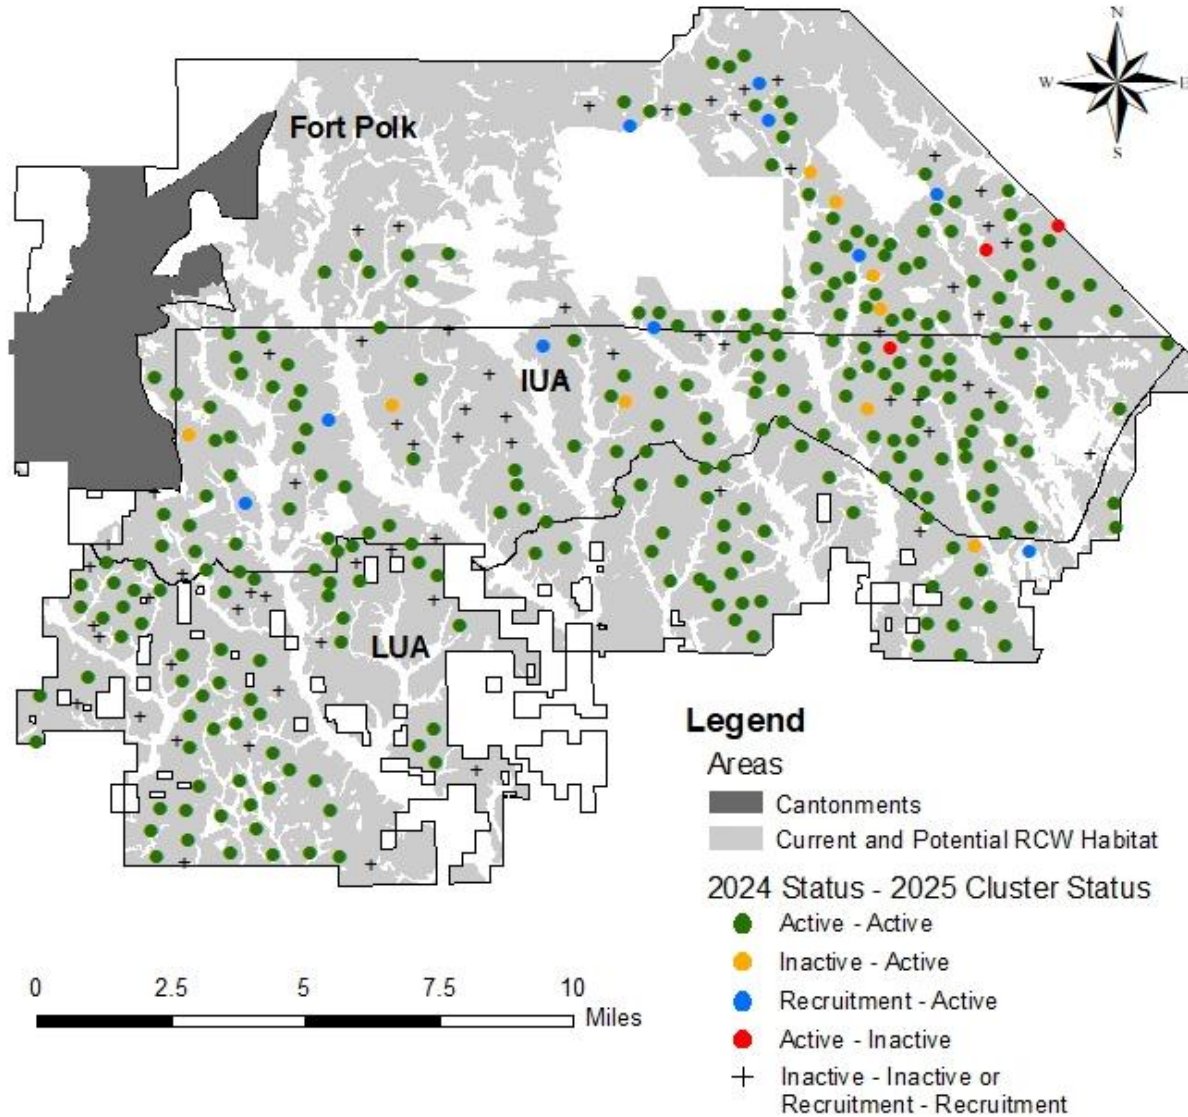 N
W E
S
Fort Polk
IUA
LUA
Legend
Areas
Cantonments
Current and Potential RCW Habitat
2024 Status - 2025 Cluster Status
Active - Active
Inactive - Active
Recruitment - Active
Active - Inactive
Inactive - Inactive or
Recruitment - Recruitment
0 2.5 5 7.5 10
Miles